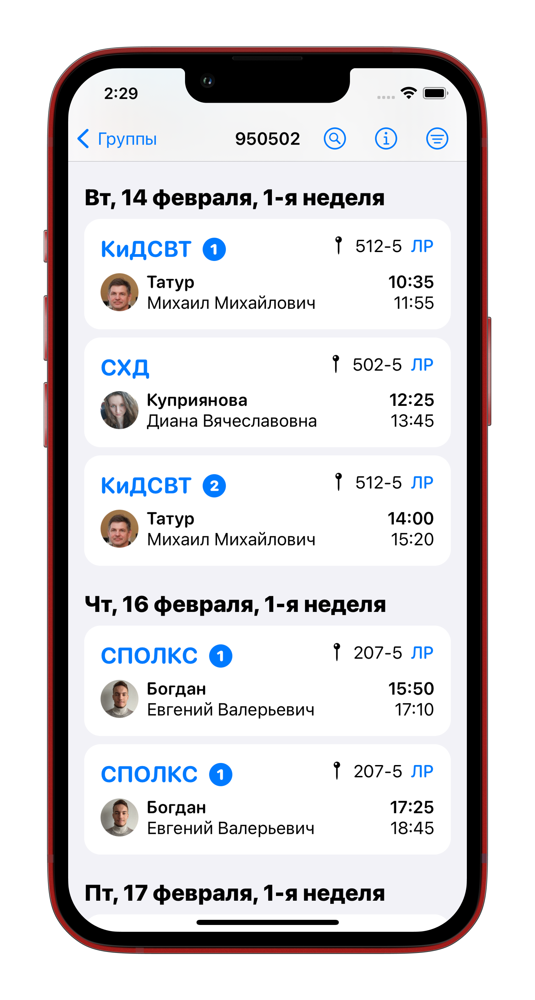 2:29
Группы 950502
Вт, 14 февраля, 1-я неделя
КиДСВТ 1 512-5 ЛР
Татур 10:35
Михаил Михайлович 11:55
СХД 502-5 ЛР
Куприянова 12:25
Диана Вячеславовна 13:45
КиДСВТ 2 512-5 ЛР
Татур 14:00
Михаил Михайлович 15:20
Чт, 16 февраля, 1-я неделя
СПОЛКС 1 207-5 ЛР
Богдан 15:50
Евгений Валерьевич 17:10
СПОЛКС 1 207-5 ЛР
Богдан 17:25
Евгений Валерьевич 18:45
Пт, 17 февраля, 1-я неделя